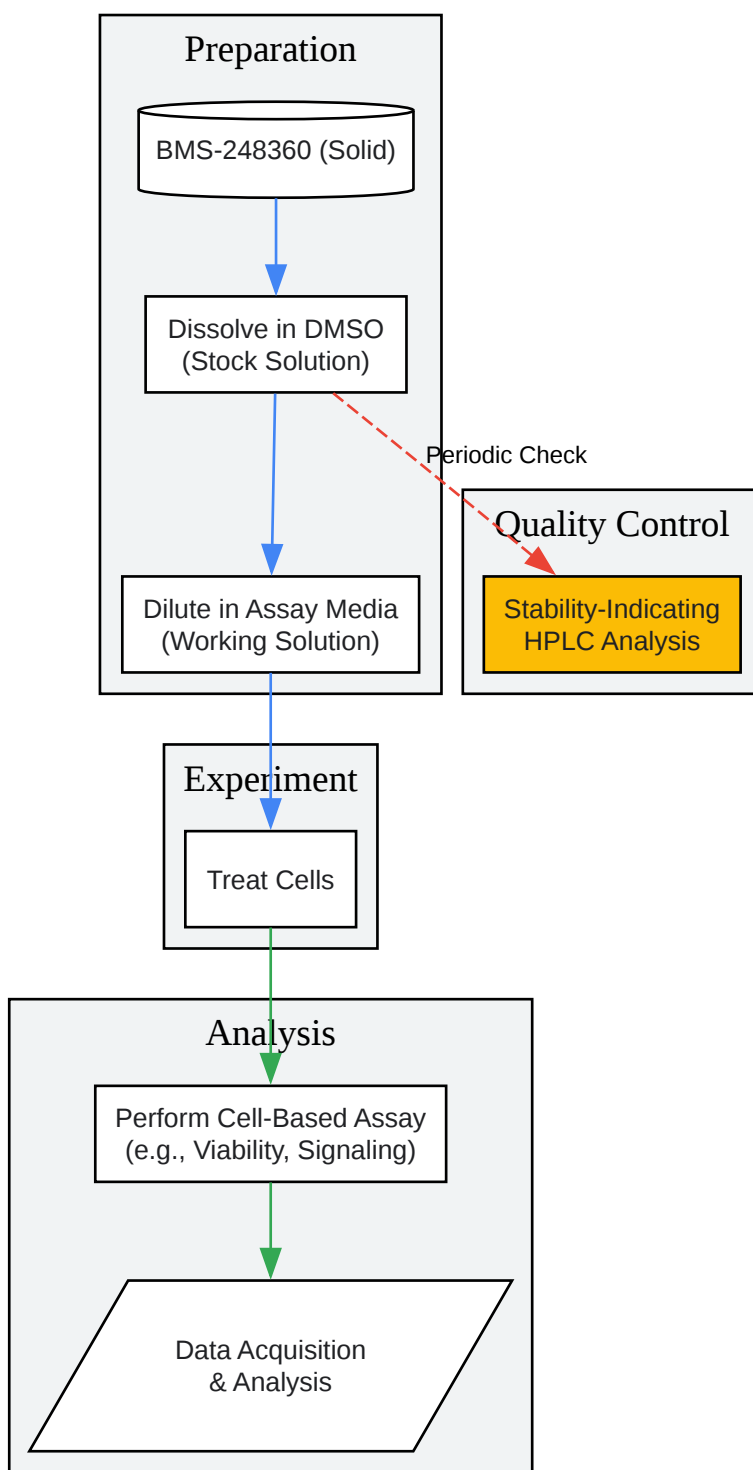 Preparation
BMS-248360 (Solid)
Dissolve in DMSO
(Stock Solution)
Periodic Check
Quality Control
Dilute in Assay Media
(Working Solution)
Stability-Indicating
HPLC Analysis
Experiment
Treat Cells
Analysis
Perform Cell-Based Assay
(e.g., Viability, Signaling)
Data Acquisition
& Analysis